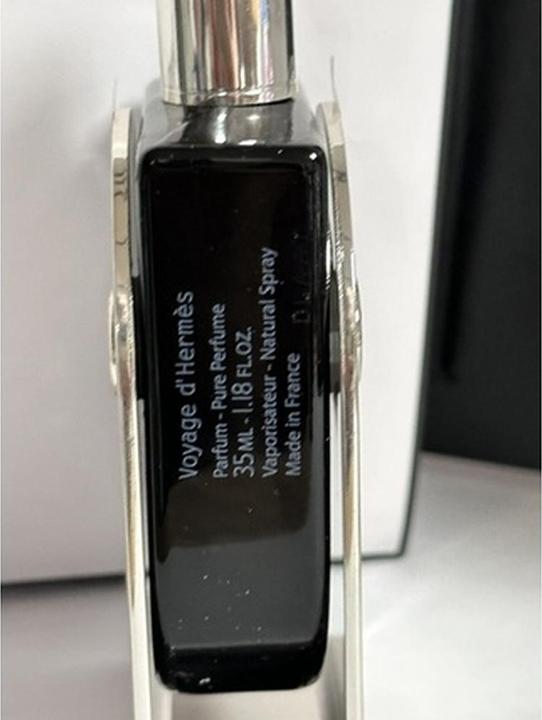 Voyage d'Hermès
Parfum - Pure Perfume
35ML - 1.18 FL.OZ.
Vaporisateur - Natural Spray
Made in France